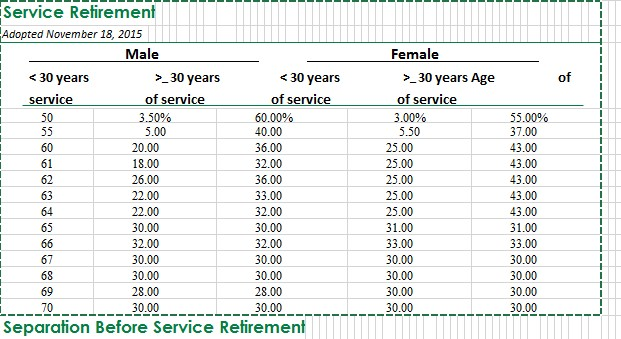 Service Retirement
Adopted November 18, 2015
Male Female
< 30 years >_ 30 years < 30 years >_ 30 years Age of
service of service of service of service
50 3.50% 60.00% 3.00% 55.00%
55 5.00 40.00 5.50 37.00
60 20.00 36.00 25.00 43.00
61 18.00 32.00 25.00 43.00
62 26.00 36.00 25.00 43.00
63 22.00 33.00 25.00 43.00
64 22.00 32.00 25.00 43.00
65 30.00 30.00 31.00 31.00
66 32.00 32.00 33.00 33.00
67 30.00 30.00 30.00 30.00
68 30.00 30.00 30.00 30.00
69 28.00 28.00 30.00 30.00
70 30.00 30.00 30.00 30.00
Separation Before Service Retirement